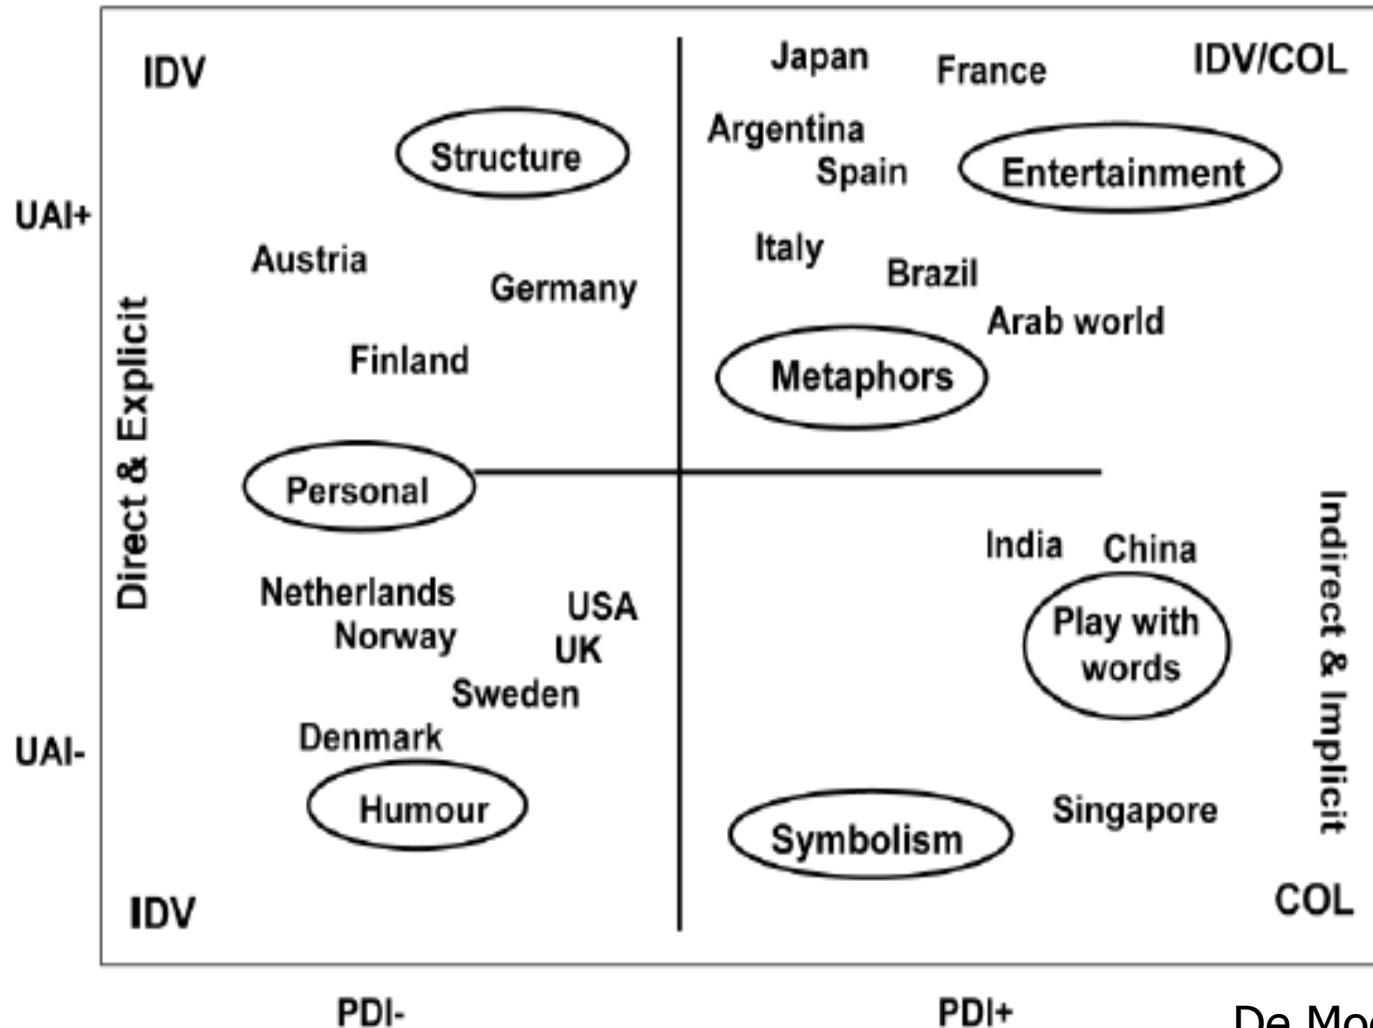 IDV
Japan
France
IDV/COL
Argentina
Structure
Spain
Entertainment
UAI+
Austria
Italy
Brazil
Germany
Arab world
Finland
Metaphors
Direct & Explicit
Personal
Indirect & Implicit
India
China
Netherlands
USA
Play with
words
Norway
UK
Sweden
Denmark
UAI-
Humour
Singapore
Symbolism
IDV
COL
PDI-
PDI+
De